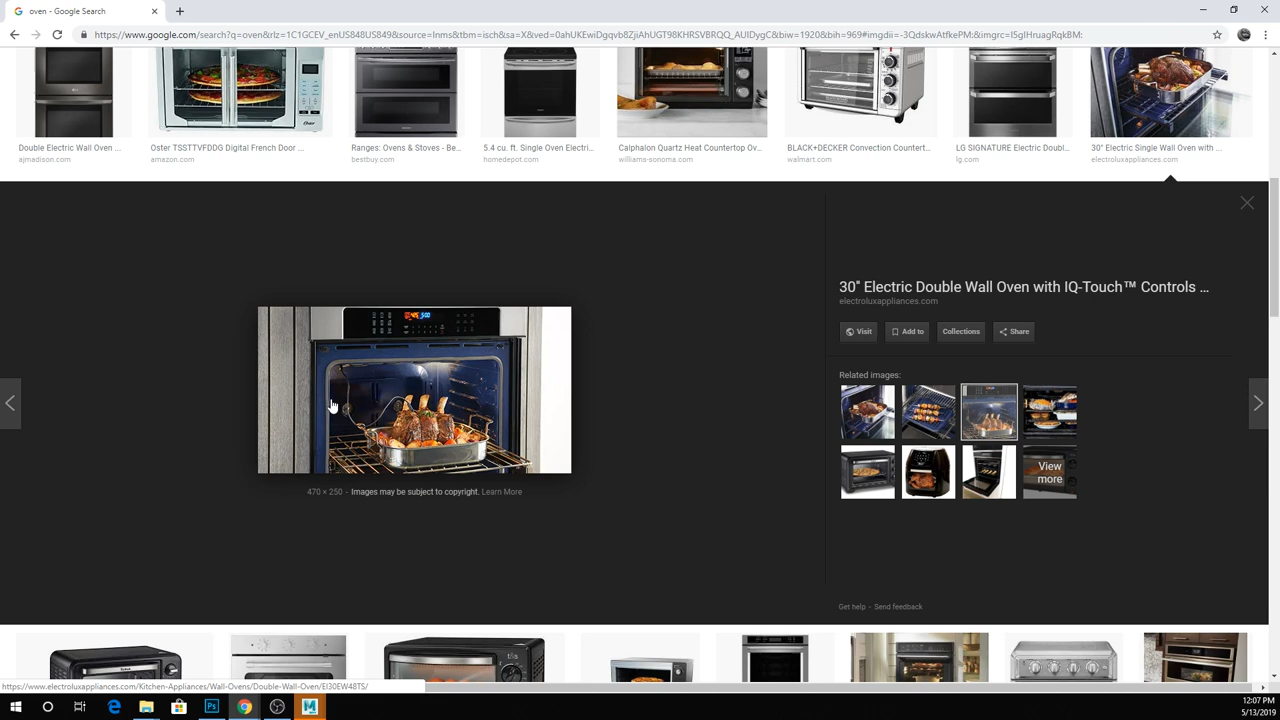 oven - Google Search
https://www.google.com/search?q=oven&rlz=1C1GCEV_enUS848US849&source=lnms&tbm=isch&sa=X&ved=0ahUKEwiDgqvb8ZjiAhUGT98KHRSVBRQQ_AUIDygC&biw=1920&bih=969#imgdii=-3QdskwAtfkePM:&imgrc=I5gIHruagRqkBM:
Double Electric Wall Oven ...
Oster TSSTTVFDDG Digital French Door ...
Ranges: Ovens & Stoves - Be...
5.4 cu. ft. Single Oven Electri...
Calphalon Quartz Heat Countertop Ov...
BLACK+DECKER Convection Countert...
LG SIGNATURE Electric Doubl...
30" Electric Single Wall Oven with ...
ajmadison.com
amazon.com
bestbuy.com
homedepot.com
williams-sonoma.com
walmart.com
lg.com
electroluxappliances.com
30" Electric Double Wall Oven with IQ-Touch™ Controls ...
electroluxappliances.com
Visit
Add to
Collections
Share
Related images:
View
more
470 × 250 - Images may be subject to copyright. Learn More
Get help - Send feedback
https://www.electroluxappliances.com/Kitchen-Appliances/Wall-Ovens/Double-Wall-Oven/EI30EW48TS/
12:07 PM
5/13/2019